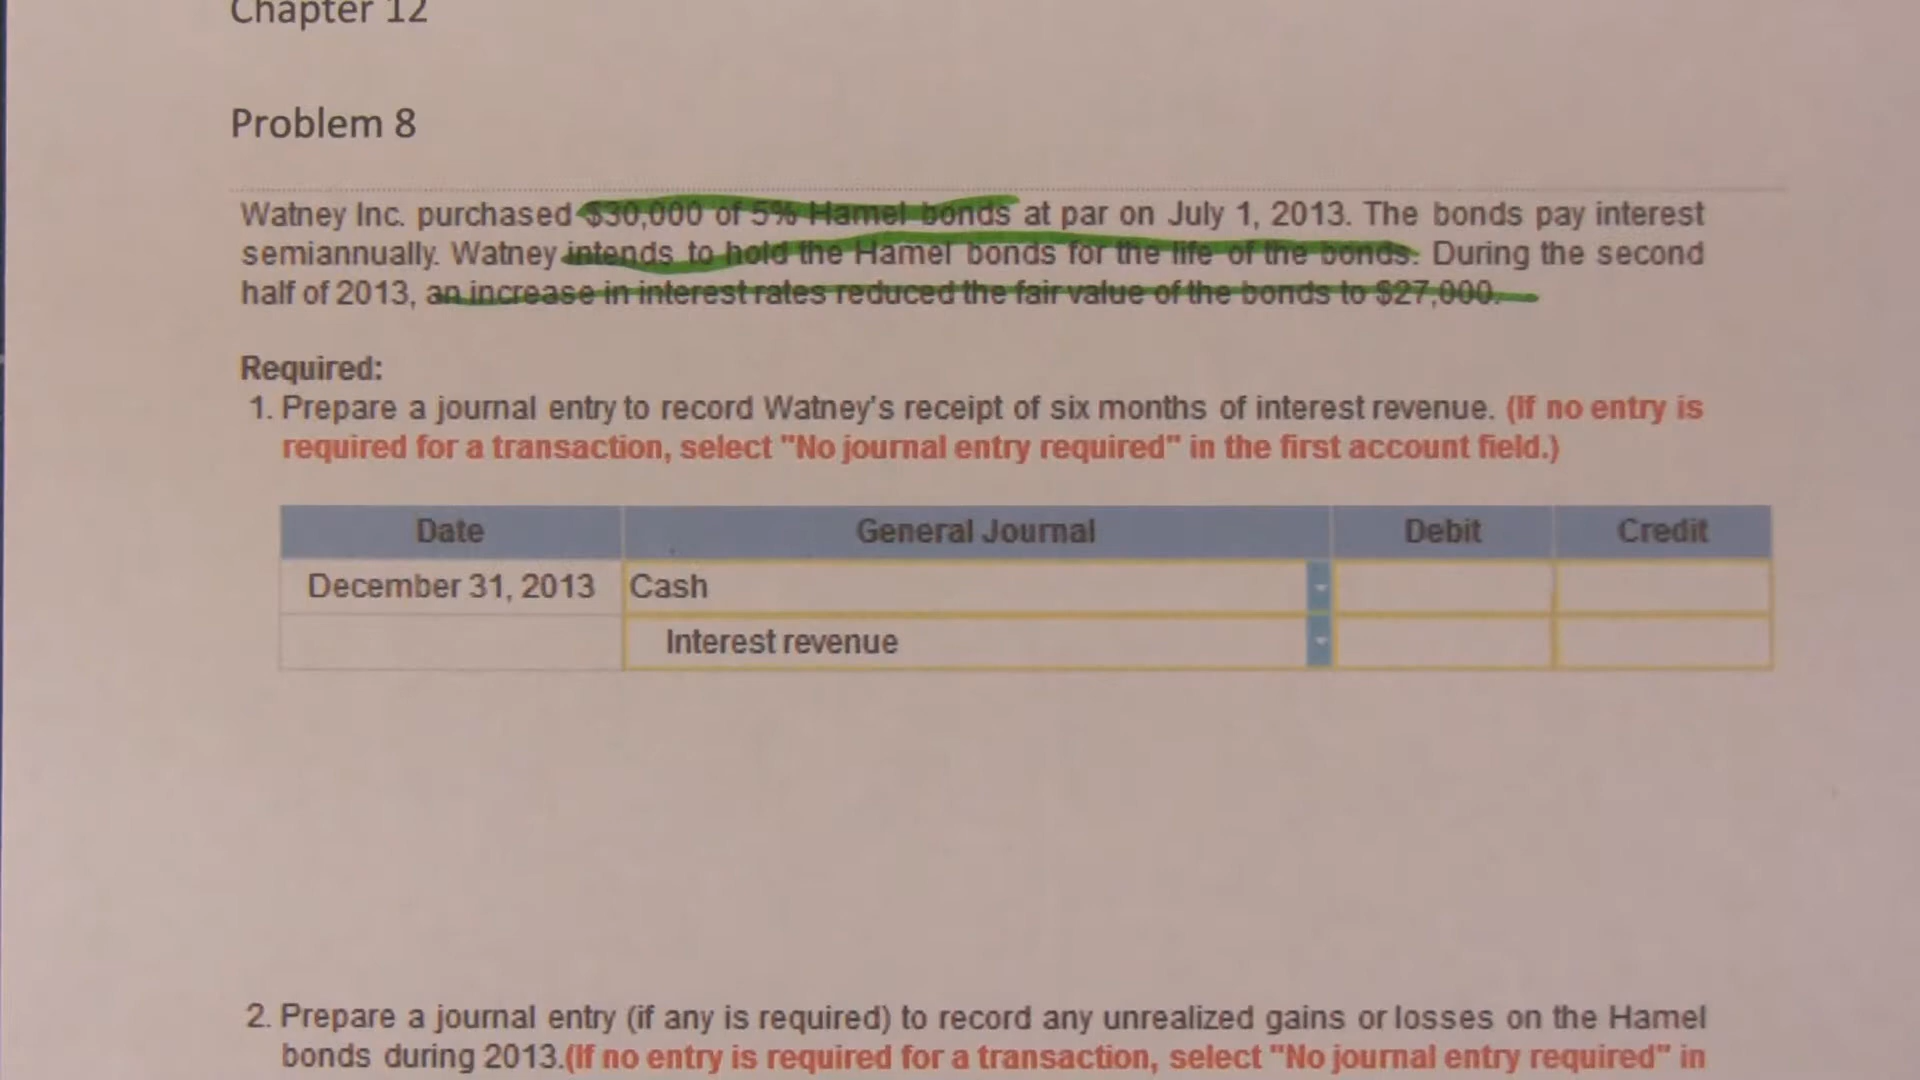 Chapter 12
Problem 8
Watney Inc. purchased $30,000 of 5% Hamel bonds at par on July 1, 2013. The bonds pay interest
semiannually. Watney intends to hold the Hamel bonds for the life of the bonds. During the second
half of 2013, an increase in interest rates reduced the fair value of the bonds to $27,000.
Required:
1. Prepare a journal entry to record Watney's receipt of six months of interest revenue. (If no entry is
required for a transaction, select "No journal entry required" in the first account field.)
Date General Journal Debit Credit
December 31, 2013 Cash
Interest revenue
2. Prepare a journal entry (if any is required) to record any unrealized gains or losses on the Hamel
bonds during 2013.(If no entry is required for a transaction, select "No journal entry required" in